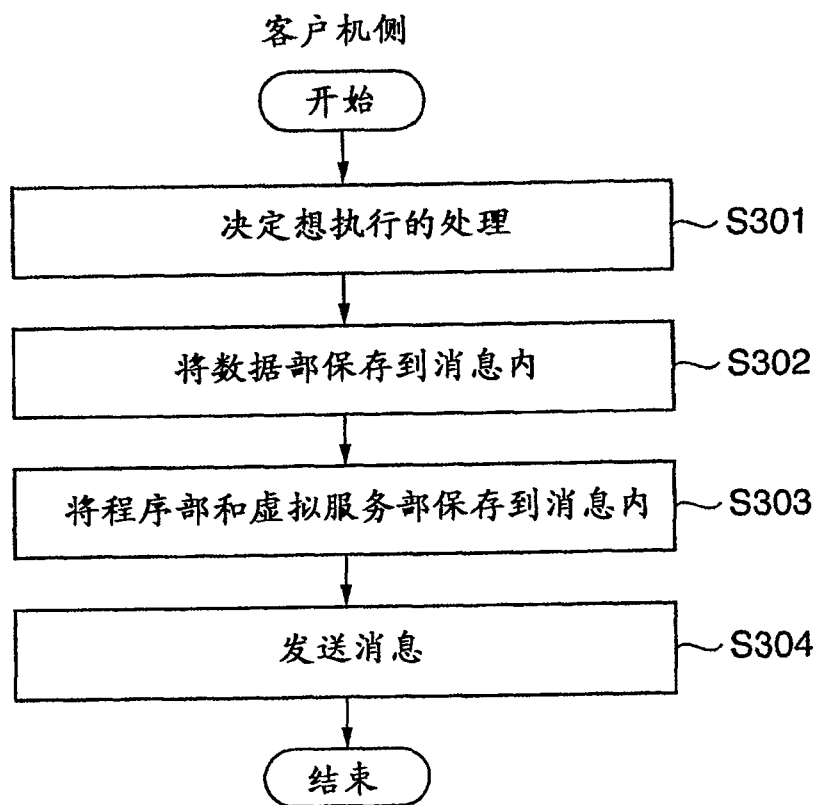 客户机侧
开始
决定想执行的处理
S301
将数据部保存到消息内
S302
将程序部和虚拟服务部保存到消息内
S303
发送消息
S304
结束